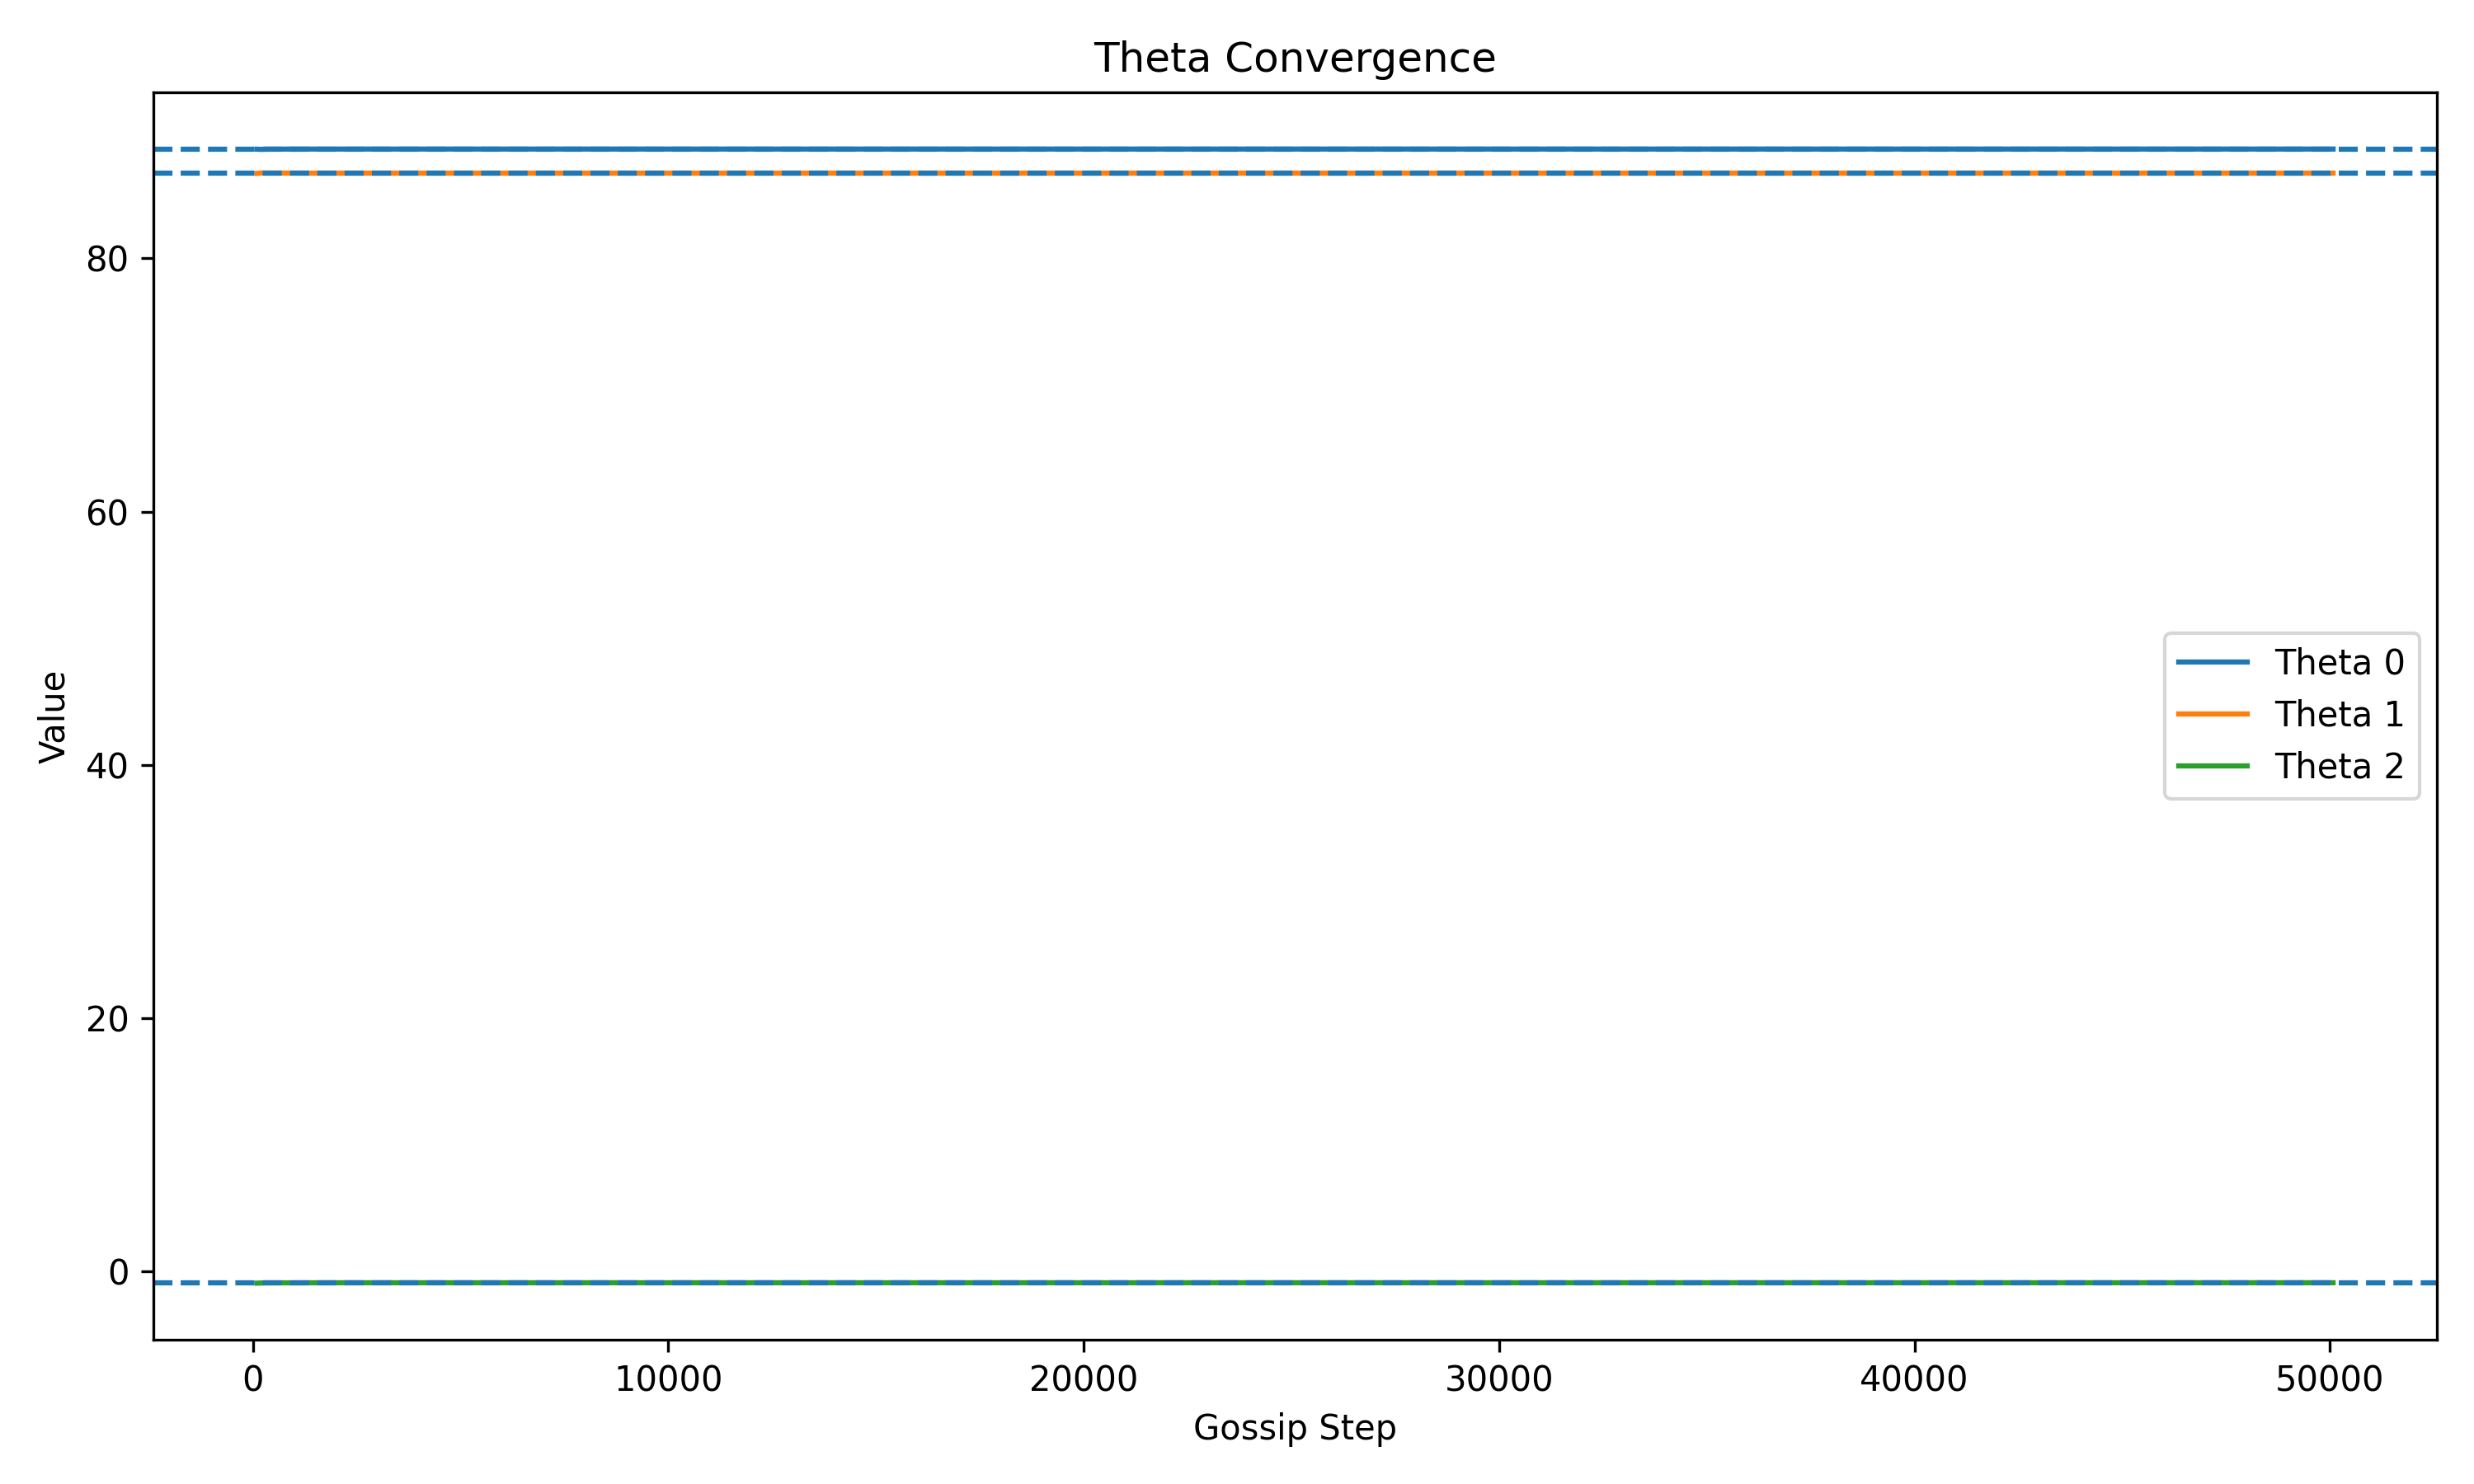 Theta Convergence
Value
80
60
40
20
0
Theta 0
Theta 1
Theta 2
0 10000 20000 30000 40000 50000
Gossip Step